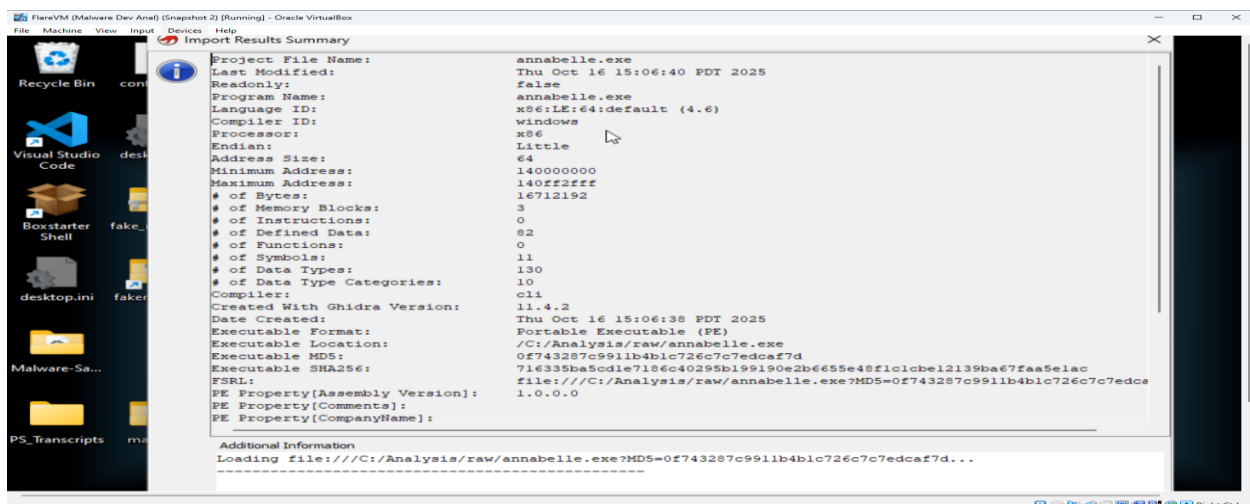 FlareVM (Malware Dev Anal) (Snapshot 2) [Running] - Oracle VirtualBox
File Machine View Input Devices Help
Import Results Summary
Recycle Bin
Visual Studio
Code
Boxstarter
Shell
fake_
desktop.ini
faker
Malware-Sa...
PS_Transcripts
Project File Name: annabelle.exe
Last Modified: Thu Oct 16 15:06:40 PDT 2025
Readonly: false
Program Name: annabelle.exe
Language ID: x86:LE:64:default (4.6)
Compiler ID: windows
Processor: x86
Endian: Little
Address Size: 64
Minimum Address: 140000000
Maximum Address: 140ff2fff
# of Bytes: 16712192
# of Memory Blocks: 3
# of Instructions: 0
# of Defined Data: 82
# of Functions: 0
# of Symbols: 11
# of Data Types: 130
# of Data Type Categories: 10
Compiler: cli
Created With Ghidra Version: 11.4.2
Date Created: Thu Oct 16 15:06:38 PDT 2025
Executable Format: Portable Executable (PE)
Executable Location: /C:/Analysis/raw/annabelle.exe
Executable MD5: 0f743287c9911b4b1c726c7c7edcaf7d
Executable SHA256: 716335ba5cd1e7186c40295b199190e2b6655e48f1c1cbe12139ba67faa5e1ac
FSRL: file:///C:/Analysis/raw/annabelle.exe?MD5=0f743287c9911b4b1c726c7c7edca
PE Property[Assembly Version]: 1.0.0.0
PE Property[Comments]:
PE Property[CompanyName]:
Additional Information
Loading file:///C:/Analysis/raw/annabelle.exe?MD5=0f743287c9911b4b1c726c7c7edcaf7d...